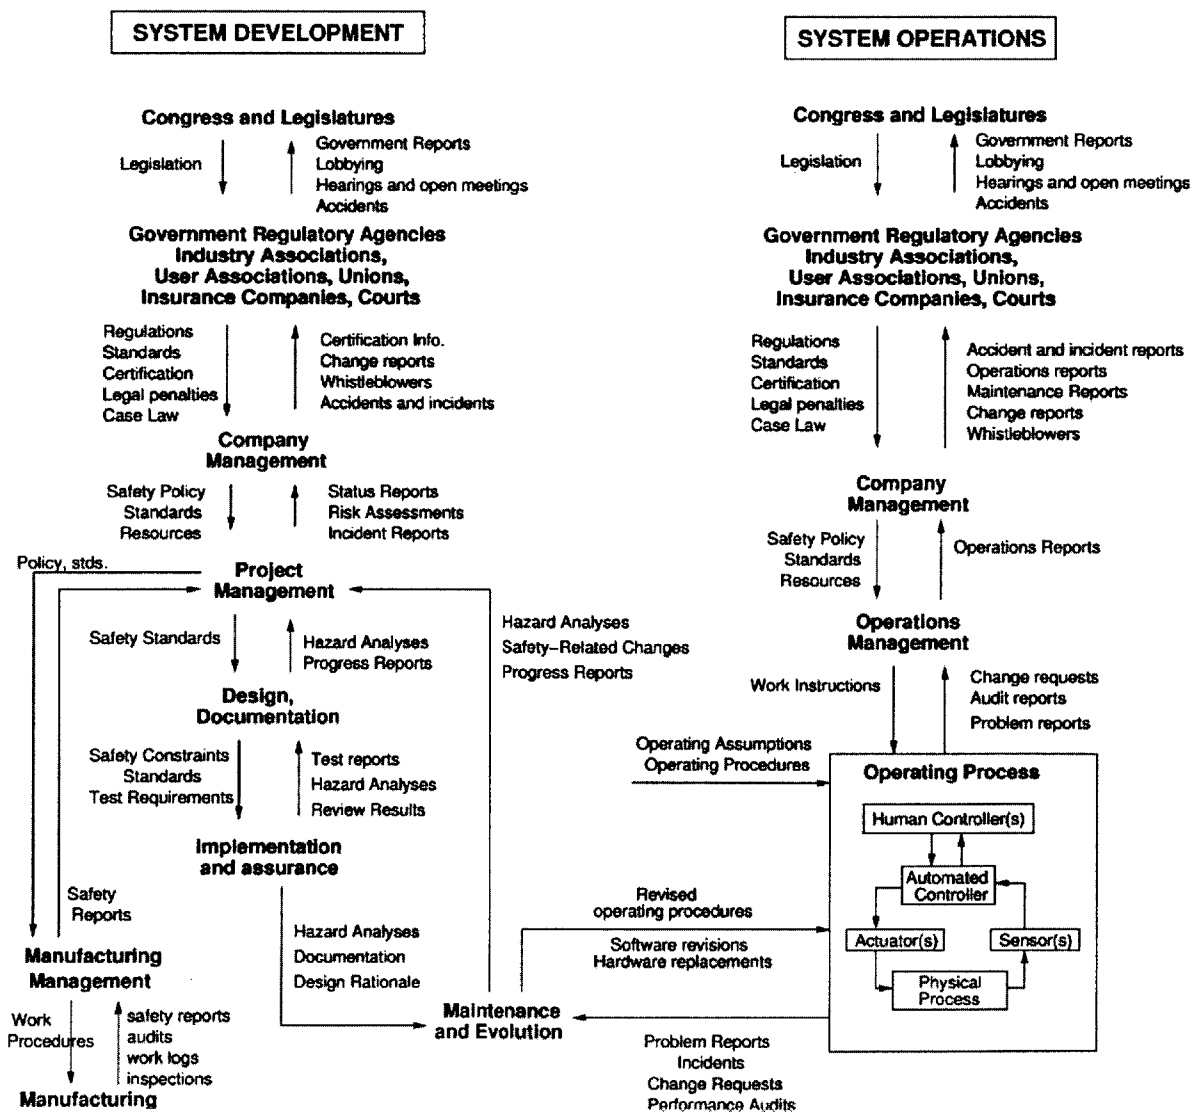 SYSTEM DEVELOPMENT
Congress and Legislatures
Legislation
Government Reports
Lobbying
Hearings and open meetings
Accidents
Government Regulatory Agencies
Industry Associations,
User Associations, Unions,
Insurance Companies, Courts
Regulations
Standards
Certification
Legal penalties
Case Law
Certification Info.
Change reports
Whistleblowers
Accidents and incidents
Company
Management
Safety Policy
Standards
Resources
Status Reports
Risk Assessments
Incident Reports
Policy, stds.
Project
Management
Safety Standards
Hazard Analyses
Progress Reports
Hazard Analyses
Safety-Related Changes
Progress Reports
Design,
Documentation
Safety Constraints
Standards
Test Requirements
Test reports
Hazard Analyses
Review Results
Implementation
and assurance
Safety
Reports
Hazard Analyses
Documentation
Design Rationale
Manufacturing
Management
Work
Procedures
safety reports
audits
work logs
inspections
Manufacturing
Maintenance
and Evolution
SYSTEM OPERATIONS
Congress and Legislatures
Legislation
Government Reports
Lobbying
Hearings and open meetings
Accidents
Government Regulatory Agencies
Industry Associations,
User Associations, Unions,
Insurance Companies, Courts
Regulations
Standards
Certification
Legal penalties
Case Law
Accident and incident reports
Operations reports
Maintenance Reports
Change reports
Whistleblowers
Company
Management
Safety Policy
Standards
Resources
Operations Reports
Operations
Management
Work Instructions
Change requests
Audit reports
Problem reports
Operating Assumptions
Operating Procedures
Operating Process
Human Controller(s)
Automated
Controller
Actuator(s)
Sensor(s)
Physical
Process
Revised
operating procedures
Software revisions
Hardware replacements
Problem Reports
Incidents
Change Requests
Performance Audits